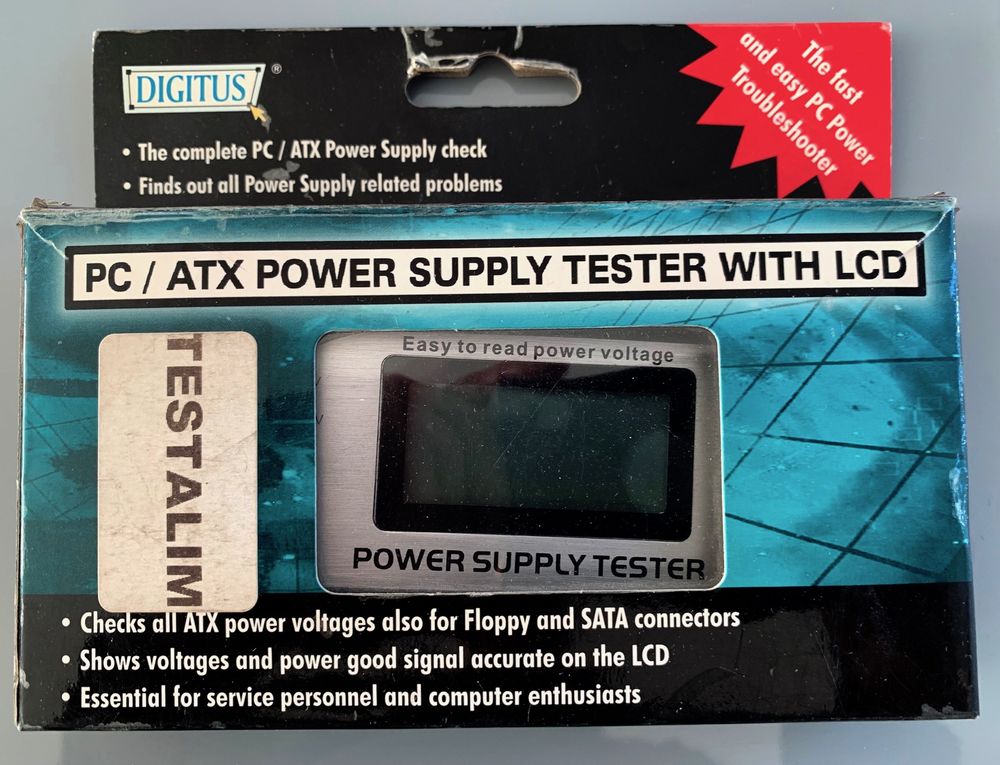 DIGITUS®
• The complete PC / ATX Power Supply check
• Finds out all Power Supply related problems
The fast
and easy PC Power
Troubleshooter
PC / ATX POWER SUPPLY TESTER WITH LCD
TESTALIM
Easy to read power voltage
POWER SUPPLY TESTER
• Checks all ATX power voltages also for Floppy and SATA connectors
• Shows voltages and power good signal accurate on the LCD
• Essential for service personnel and computer enthusiasts